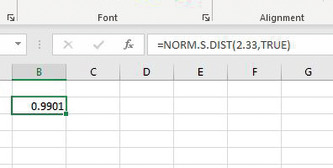 Font
Alignment
fx
=NORM.S.DIST(2.33,TRUE)
B C D E F G
0.9901